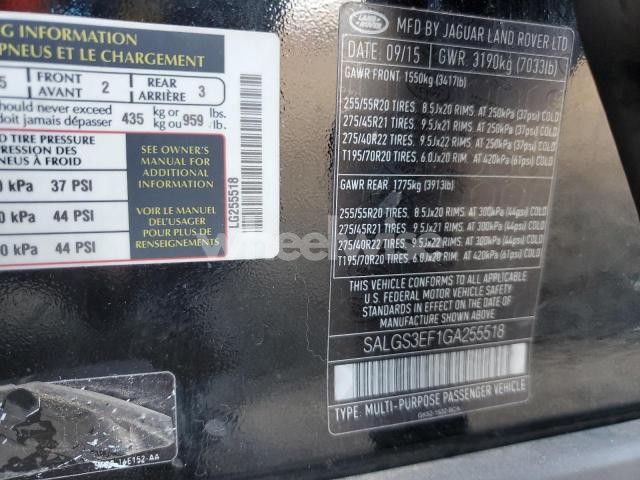 NG INFORMATION
PNEUS ET LE CHARGEMENT
5 FRONT AVANT 2 REAR ARRIÈRE 3
should never exceed
doit jamais dépasser 435 kg or kg ou 959 lbs. lb.
D TIRE PRESSURE
PRESSION DES
NEUS À FROID
0 kPa 37 PSI
0 kPa 44 PSI
0 kPa 44 PSI
SEE OWNER'S
MANUAL FOR
ADDITIONAL
INFORMATION
VOIR LE MANUEL
DE L'USAGER
POUR PLUS DE
RENSEIGNEMENTS
LG255518
LAND ROVER
MFD BY JAGUAR LAND ROVER LTD
DATE: 09/15 GWR. 3190kg (7033lb)
GAWR FRONT: 1550kg (3417lb)
255/55R20 TIRES. 8.5Jx20 RIMS. AT 250kPa (37psi) COLD
275/45R21 TIRES. 9.5Jx21 RIMS. AT 250kPa (37psi) COLD
275/40R22 TIRES. 9.5Jx22 RIMS. AT 250kPa (37psi) COLD
T195/70R20 TIRES. 6.0Jx20 RIM. AT 420kPa (61psi) COLD
GAWR REAR: 1775kg (3913lb)
255/55R20 TIRES. 8.5Jx20 RIMS. AT 300kPa (44psi) COLD
275/45R21 TIRES. 9.5Jx21 RIMS. AT 300kPa (44psi) COLD
275/40R22 TIRES. 9.5Jx22 RIMS. AT 300kPa (44psi) COLD
T195/70R20 TIRES. 6.0Jx20 RIM. AT 420kPa (61psi) COLD
THIS VEHICLE CONFORMS TO ALL APPLICABLE
U.S. FEDERAL MOTOR VEHICLE SAFETY
STANDARDS IN EFFECT ON THE DATE OF
MANUFACTURE SHOWN ABOVE.
SALGS3EF1GA255518
TYPE: MULTI-PURPOSE PASSENGER VEHICLE